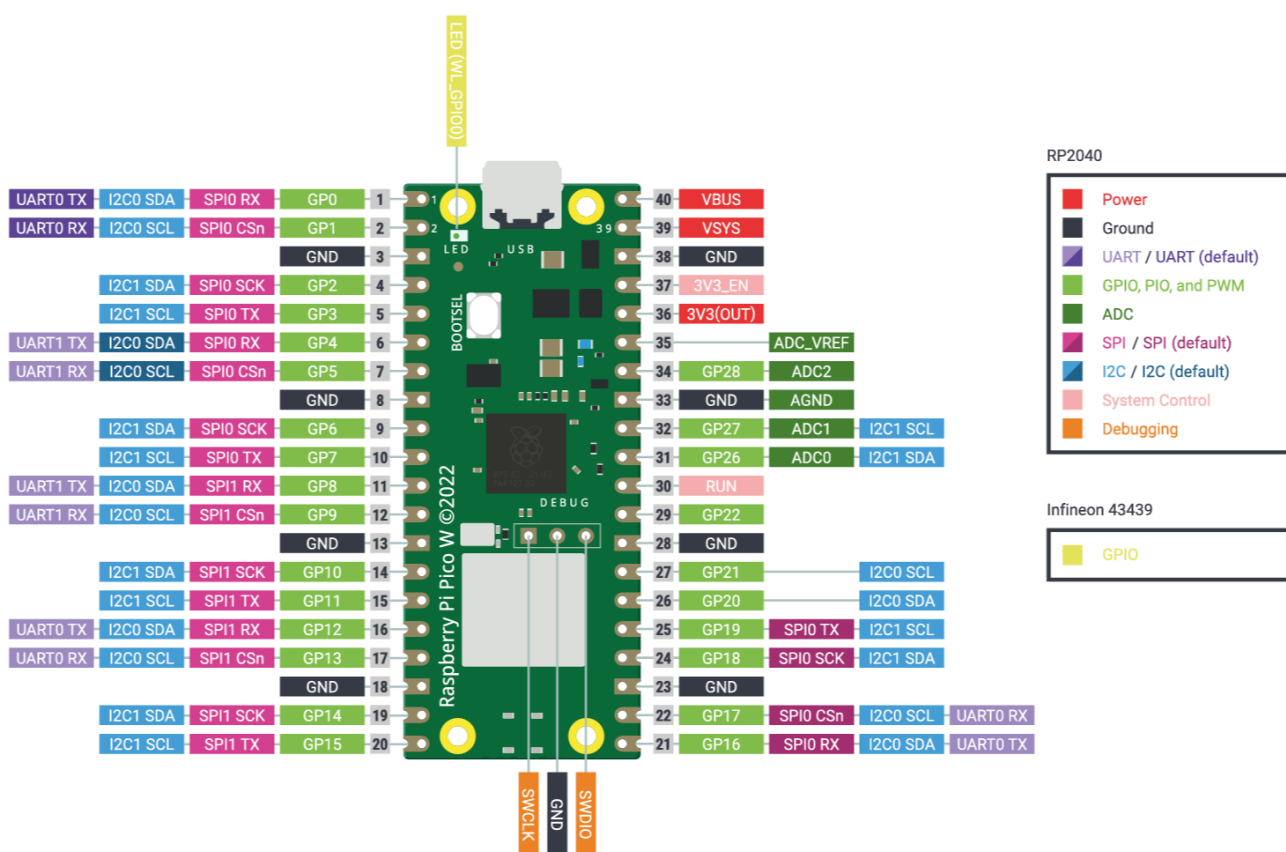 LED (WL_GPIO0)
UART0 TX I2C0 SDA SPI0 RX GP0 1 1 40 VBUS
UART0 RX I2C0 SCL SPI0 CSn GP1 2 2 39 39 VSYS
LED USB
GND 3 38 GND
I2C1 SDA SPI0 SCK GP2 4 37 3V3_EN
I2C1 SCL SPI0 TX GP3 5 36 3V3(OUT)
BOOTSEL
UART1 TX I2C0 SDA SPI0 RX GP4 6 35 ADC_VREF
UART1 RX I2C0 SCL SPI0 CSn GP5 7 34 GP28 ADC2
GND 8 33 GND AGND
I2C1 SDA SPI0 SCK GP6 9 32 GP27 ADC1 I2C1 SCL
I2C1 SCL SPI0 TX GP7 10 31 GP26 ADC0 I2C1 SDA
UART1 TX I2C0 SDA SPI1 RX GP8 11 30 RUN
DEBUG
UART1 RX I2C0 SCL SPI1 CSn GP9 12 29 GP22
GND 13 28 GND
I2C1 SDA SPI1 SCK GP10 14 27 GP21 I2C0 SCL
I2C1 SCL SPI1 TX GP11 15 26 GP20 I2C0 SDA
UART0 TX I2C0 SDA SPI1 RX GP12 16 25 GP19 SPI0 TX I2C1 SCL
UART0 RX I2C0 SCL SPI1 CSn GP13 17 24 GP18 SPI0 SCK I2C1 SDA
GND 18 23 GND
I2C1 SDA SPI1 SCK GP14 19 22 GP17 SPI0 CSn I2C0 SCL UART0 RX
I2C1 SCL SPI1 TX GP15 20 21 GP16 SPI0 RX I2C0 SDA UART0 TX
Raspberry Pi Pico W ©2022
SWCLK
GND
SWDIO
RP2040
Power
Ground
UART / UART (default)
GPIO, PIO, and PWM
ADC
SPI / SPI (default)
I2C / I2C (default)
System Control
Debugging
Infineon 43439
GPIO